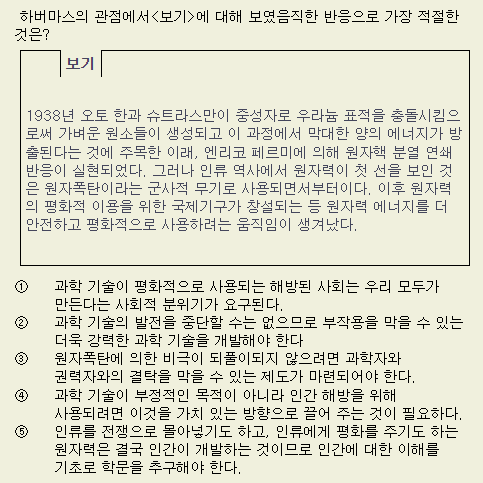 하버마스의 관점에서<보기>에 대해 보였음직한 반응으로 가장 적절한
것은?
보기
1938년 오토 한과 슈트라스만이 중성자로 우라늄 표적을 충돌시킴으
로써 가벼운 원소들이 생성되고 이 과정에서 막대한 양의 에너지가 방
출된다는 것에 주목한 이래, 엔리코 페르미에 의해 원자핵 분열 연쇄
반응이 실현되었다. 그러나 인류 역사에서 원자력이 첫 선을 보인 것
은 원자폭탄이라는 군사적 무기로 사용되면서부터이다. 이후 원자력
의 평화적 이용을 위한 국제기구가 창설되는 등 원자력 에너지를 더
안전하고 평화적으로 사용하려는 움직임이 생겨났다.
① 과학 기술이 평화적으로 사용되는 해방된 사회는 우리 모두가
만든다는 사회적 분위기가 요구된다.
② 과학 기술의 발전을 중단할 수는 없으므로 부작용을 막을 수 있는
더욱 강력한 과학 기술을 개발해야 한다
③ 원자폭탄에 의한 비극이 되풀이되지 않으려면 과학자와
권력자와의 결탁을 막을 수 있는 제도가 마련되어야 한다.
④ 과학 기술이 부정적인 목적이 아니라 인간 해방을 위해
사용되려면 이것을 가치 있는 방향으로 끌어 주는 것이 필요하다.
⑤ 인류를 전쟁으로 몰아넣기도 하고, 인류에게 평화를 주기도 하는
원자력은 결국 인간이 개발하는 것이므로 인간에 대한 이해를
기초로 학문을 추구해야 한다.